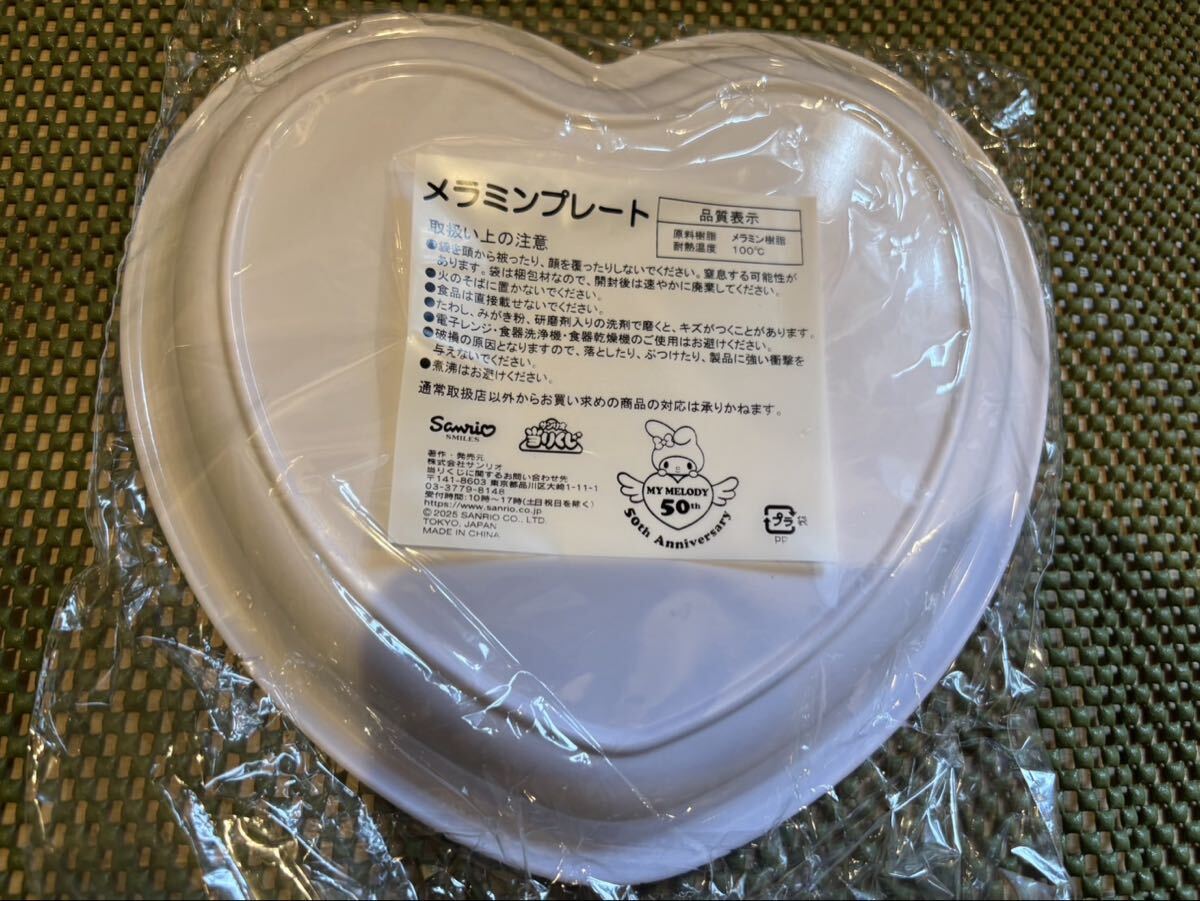 メラミンプレート
品質表示
原料樹脂 メラミン樹脂
耐熱温度 100℃
取扱い上の注意
●袋を頭から被ったり、顔を覆ったりしないでください。窒息する可能性が
あります。袋は梱包材なので、開封後は速やかに廃棄してください。
●火のそばに置かないでください。
●食品は直接載せないでください。
●たわし、みがき粉、研磨剤入りの洗剤で磨くと、キズがつくことがあります。
●電子レンジ・食器洗浄機・食器乾燥機のご使用はお避けください。
●破損の原因となりますので、落としたり、ぶつけたり、製品に強い衝撃を
与えないでください。
●煮沸はお避けください。
通常取扱店以外からお買い求めの商品の対応は承りかねます。
Sanrio
SMILES
サンリオ
当りくじ
著作・発売元
株式会社サンリオ
当りくじに関するお問い合わせ先
〒141-8603 東京都品川区大崎1-11-1
03-3779-8148
受付時間:10時～17時(土日祝日を除く)
https://www.sanrio.co.jp
© 2025 SANRIO CO., LTD.
TOKYO, JAPAN
MADE IN CHINA
MY MELODY
50th
50th Anniversary
プラ 袋
PP